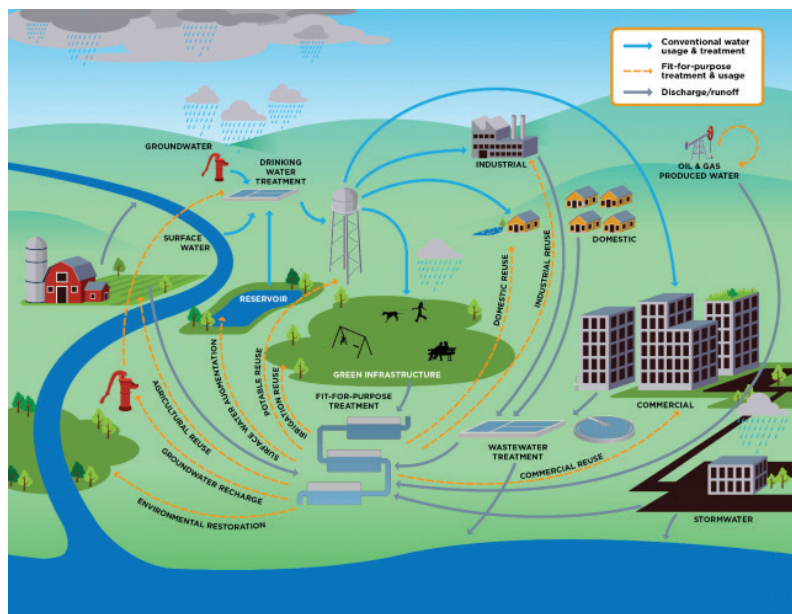 Conventional water
usage & treatment
Fit-for-purpose
treatment & usage
Discharge/runoff
GROUNDWATER
DRINKING
WATER
TREATMENT
INDUSTRIAL
OIL & GAS
PRODUCED WATER
SURFACE
WATER
DOMESTIC
RESERVOIR
DOMESTIC REUSE
INDUSTRIAL REUSE
POTABLE REUSE
IRRIGATION REUSE
SURFACE WATER AUGMENTATION
AGRICULTURAL REUSE
GROUNDWATER RECHARGE
ENVIRONMENTAL RESTORATION
GREEN INFRASTRUCTURE
FIT-FOR-PURPOSE
TREATMENT
COMMERCIAL
WASTEWATER
TREATMENT
COMMERCIAL REUSE
STORMWATER